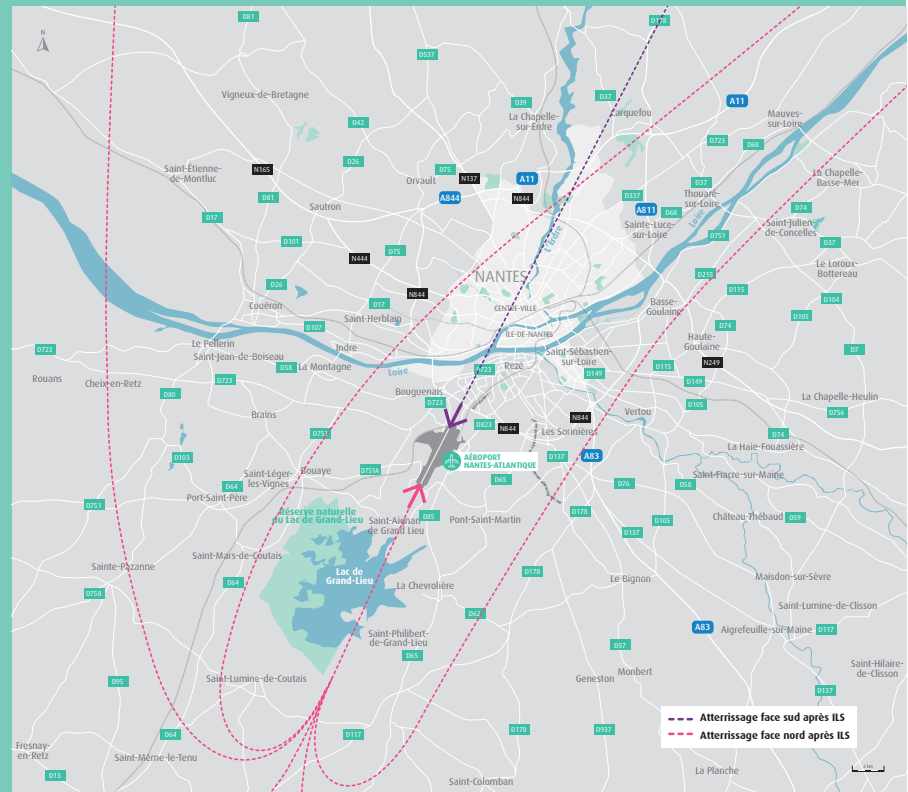 D81
D178
N
D537
Vigneux-de-Bretagne
D39
D37
A11
La Chapelle-
sur-Erdre
Carquefou
Mauves-
sur-Loire
D42
D723
D68
D26
D75
Orvault
N137
A11
Saint-Étienne
de-Montluc
N165
La Chapelle-
Basse-Mer
D81
A844
N844
D337
D37
Thouaré-
sur-Loire
D17
Sautron
A811
D68
D74
Sainte-Luce-
sur-Loire
Loire
Saint-Julien-
de-Concelles
D101
D75
L'Erdre
D751
D37
N444
Le Loroux-
Bottereau
NANTES
D215
D26
D115
D104
Couëron
D17
N844
CENTRE-VILLE
Basse-
Goulaine
D105
Saint-Herblain
D107
ILE-DE-NANTES
D74
Haute-
Goulaine
Le Pellerin
Indre
Saint-Jean-de-Boiseau
Saint-Sébastien-
sur-Loire
D723
D7
D58
La Montagne
Loire
D723
Rezé
D115
N249
Rouans
Cheix-en-Retz
D723
D149
D149
D80
Bouguenais
D723
D105
La Chapelle-Heulin
Brains
Vertou
D756
D751
D823
N844
N844
Les Sorinières
D74
La Haie-Fouassière
D103
AÉROPORT
NANTES-ATLANTIQUE
D137
A83
Saint-Léger-
les-Vignes
Bouaye
D751A
D65
D76
D58
Saint-Fiacre-sur-Maine
D64
Port-Saint-Père
D751
Réserve naturelle
du Lac de Grand-Lieu
D85
Pont-Saint-Martin
D178
D105
Château-Thébaud
D59
Saint-Aignan
de Grand Lieu
D137
Saint-Mars-de-Coutais
Sainte-Pazanne
D64
Lac de
Grand-Lieu
D178
Le Bignon
Maisdon-sur-Sèvre
D758
La Chevrolière
D62
Saint-Lumine-de-Clisson
A83
Aigrefeuille-sur-Maine
D117
Saint-Philibert-
de-Grand-Lieu
D65
D57
Saint-Hilaire-
de-Clisson
D95
Saint-Lumine-de-Coutais
Geneston
Monbert
D137
Atterrissage face sud après ILS
Atterrissage face nord après ILS
D64
D117
D178
D937
Fresnay-
en-Retz
Saint-Même-le-Tenu
D13
Saint-Colomban
La Planche
2 km